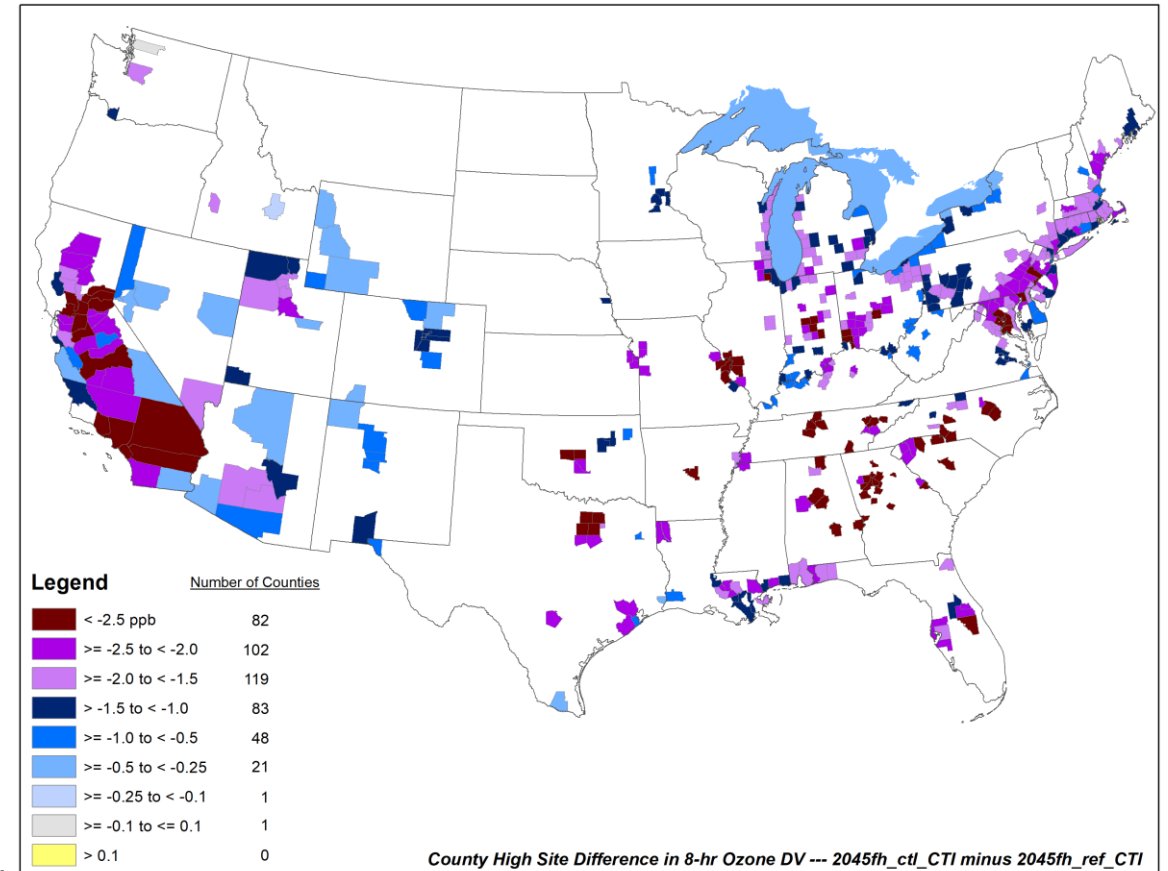 Legend Number of Counties
< -2.5 ppb 82
>= -2.5 to < -2.0 102
>= -2.0 to < -1.5 119
> -1.5 to < -1.0 83
>= -1.0 to < -0.5 48
>= -0.5 to < -0.25 21
>= -0.25 to < -0.1 1
>= -0.1 to <= 0.1 1
> 0.1 0
County High Site Difference in 8-hr Ozone DV --- 2045fh_ctl_CTI minus 2045fh_ref_CTI